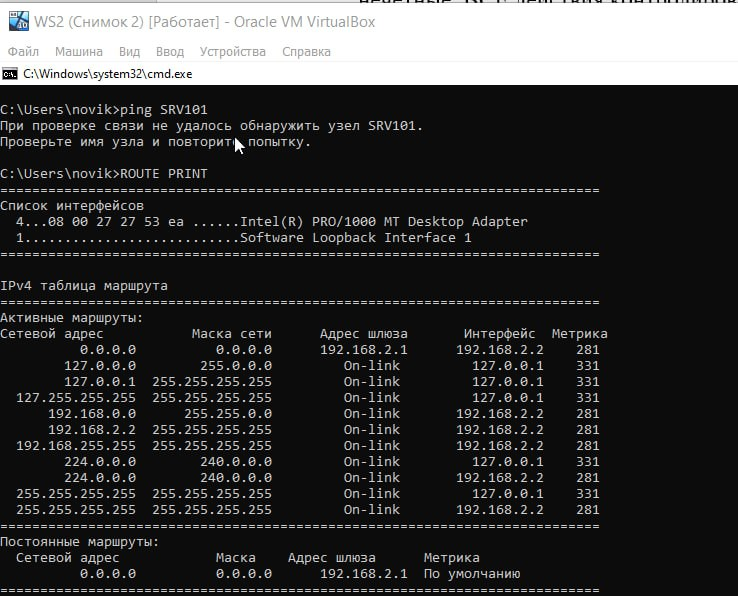 нечетные, ВС с действия контролиров
WS2 (Снимок 2) [Работает] - Oracle VM VirtualBox
Файл Машина Вид Ввод Устройства Справка
C:\Windows\system32\cmd.exe
C:\Users\novik>ping SRV101
При проверке связи не удалось обнаружить узел SRV101.
Проверьте имя узла и повторите попытку.
C:\Users\novik>ROUTE PRINT
===========================================================================
Список интерфейсов
4...08 00 27 27 53 ea ......Intel(R) PRO/1000 MT Desktop Adapter
1...........................Software Loopback Interface 1
===========================================================================
IPv4 таблица маршрута
===========================================================================
Активные маршруты:
Сетевой адрес Маска сети Адрес шлюза Интерфейс Метрика
0.0.0.0 0.0.0.0 192.168.2.1 192.168.2.2 281
127.0.0.0 255.0.0.0 On-link 127.0.0.1 331
127.0.0.1 255.255.255.255 On-link 127.0.0.1 331
127.255.255.255 255.255.255.255 On-link 127.0.0.1 331
192.168.0.0 255.255.0.0 On-link 192.168.2.2 281
192.168.2.2 255.255.255.255 On-link 192.168.2.2 281
192.168.255.255 255.255.255.255 On-link 192.168.2.2 281
224.0.0.0 240.0.0.0 On-link 127.0.0.1 331
224.0.0.0 240.0.0.0 On-link 192.168.2.2 281
255.255.255.255 255.255.255.255 On-link 127.0.0.1 331
255.255.255.255 255.255.255.255 On-link 192.168.2.2 281
===========================================================================
Постоянные маршруты:
Сетевой адрес Маска Адрес шлюза Метрика
0.0.0.0 0.0.0.0 192.168.2.1 По умолчанию
===========================================================================